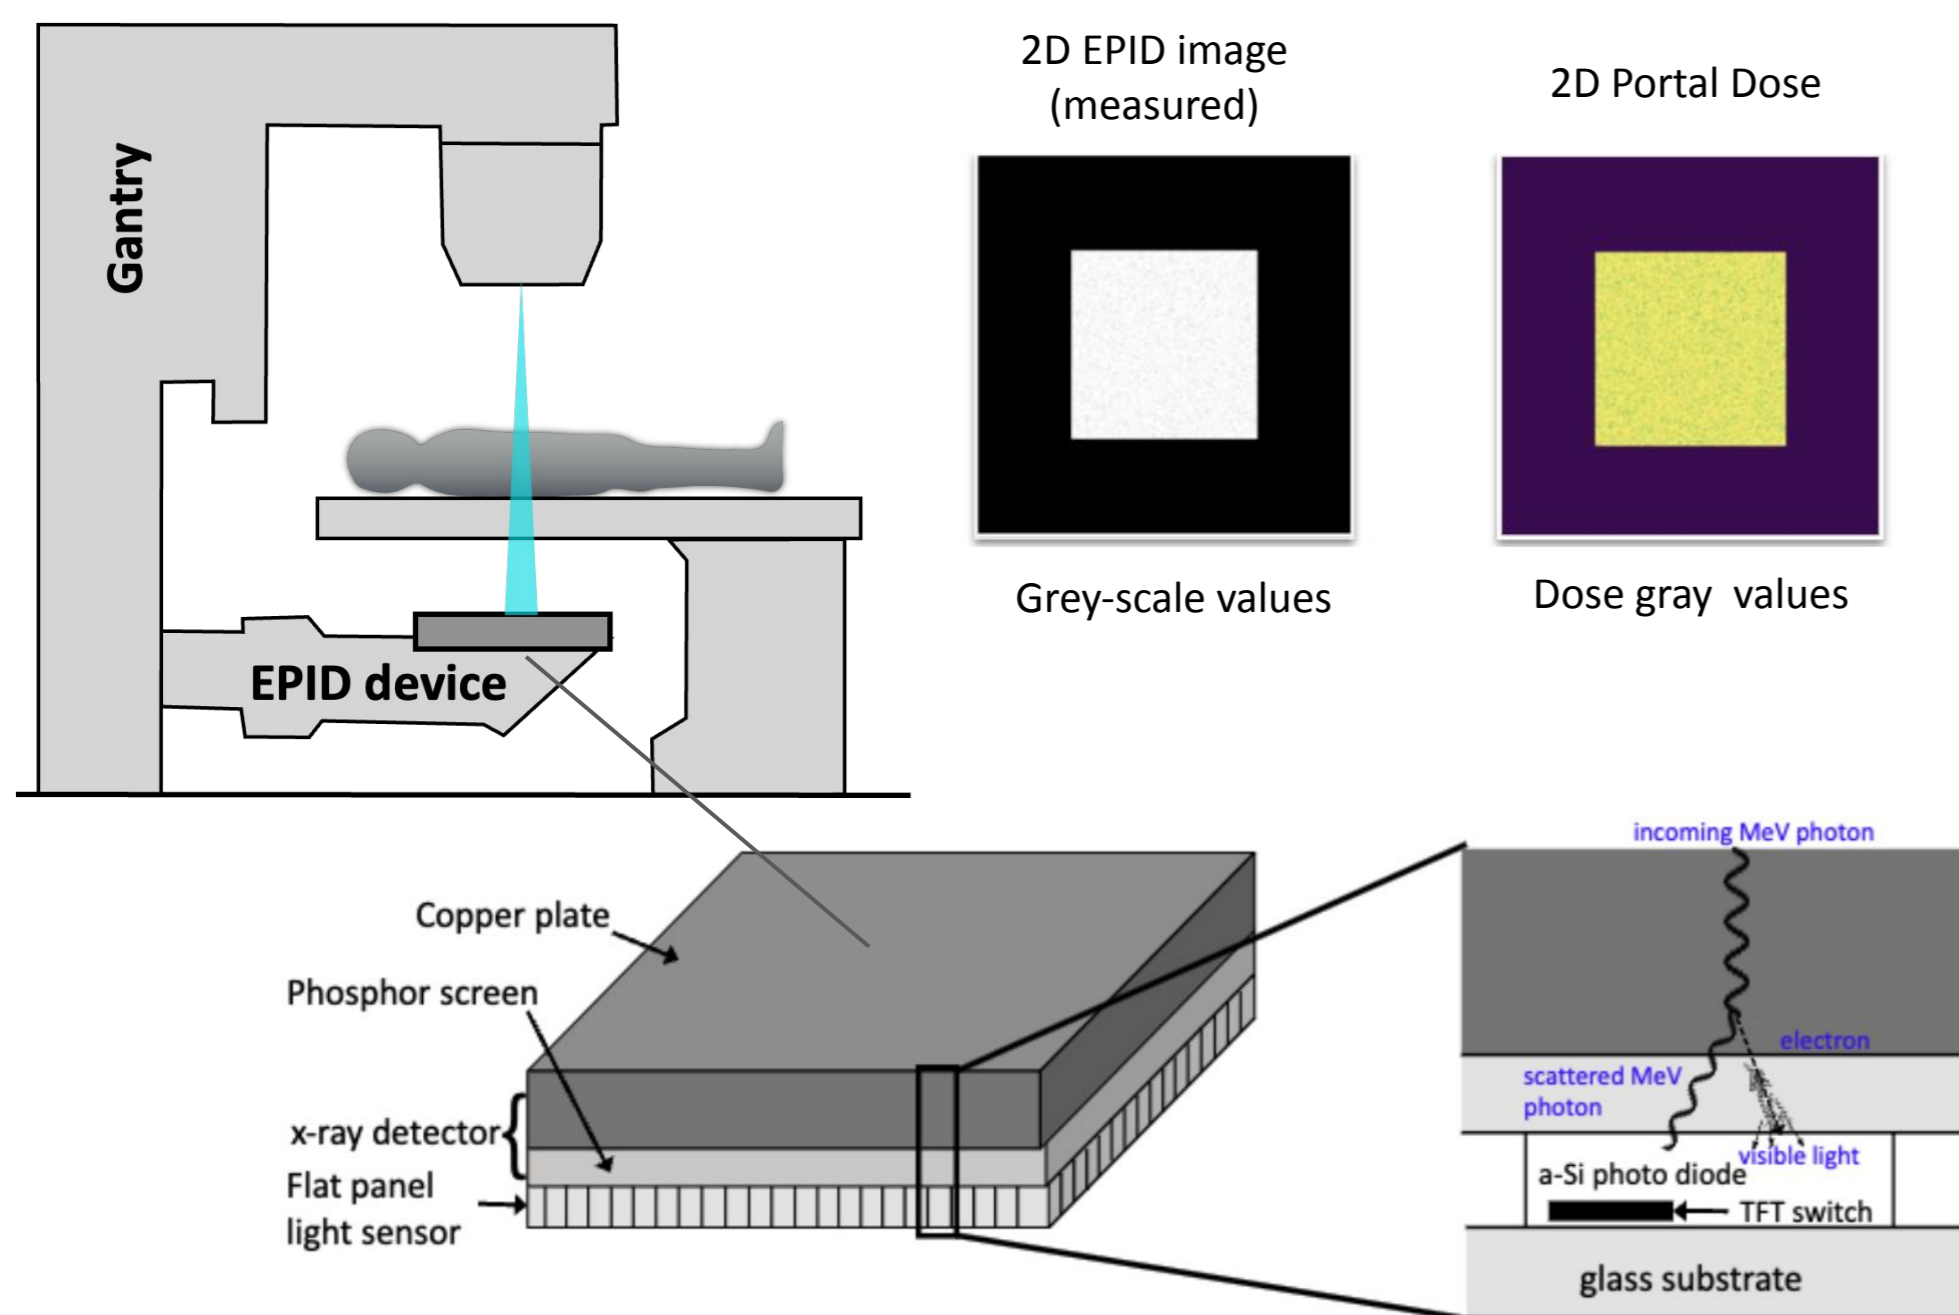 Gantry
EPID device
2D EPID image
(measured)
Grey-scale values
2D Portal Dose
Dose gray values
Copper plate
Phosphor screen
x-ray detector
Flat panel
light sensor
incoming MeV photon
electron
scattered MeV
photon
visible light
a-Si photo diode
TFT switch
glass substrate